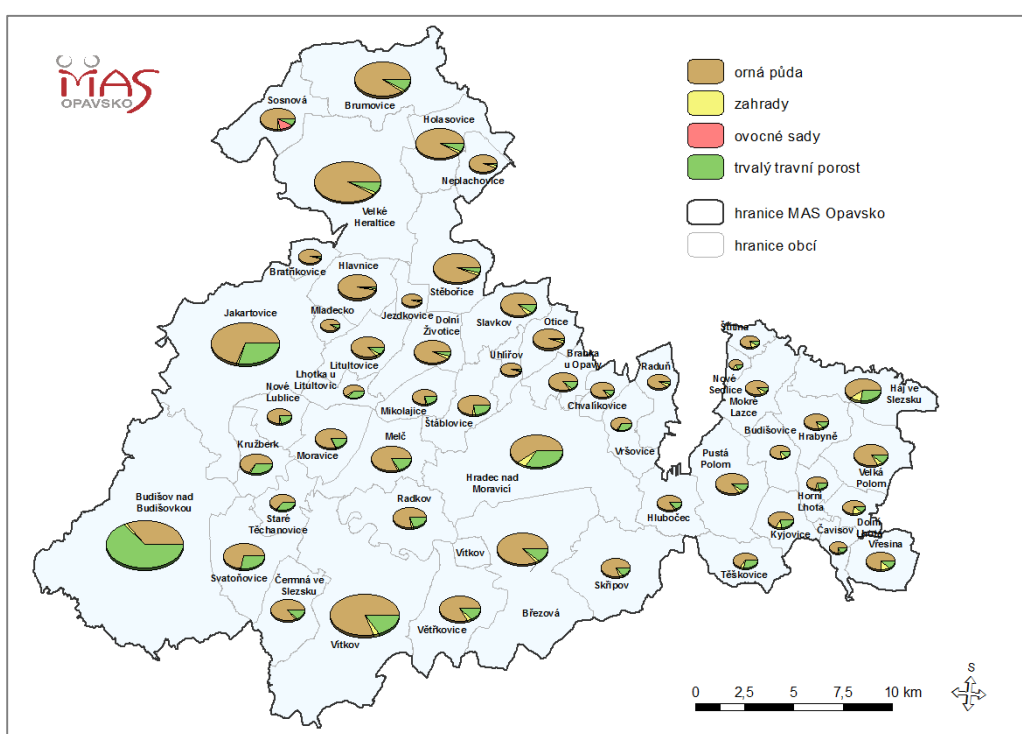 MAS
OPAVSKO
Sosnová
Brumovice
Holasovice
Neplachovice
Velké
Heraltice
orná půda
zahrady
ovocné sady
trvalý travní porost
hranice MAS Opavsko
hranice obcí
Bratříkovice
Hlavnice
Stěbořice
Jakartovice
Mladecko
Jezdkovice
Dolní
Životice
Slavkov
Otice
Litultovice
Uhlířov
Branka
u Opavy
Raduň
Lhotka u
Litultovic
Nové
Lublice
Mikolajice
Štáblovice
Chvalíkovice
Vršovice
Nové
Sedlice
Mokré
Lazce
Háj ve
Slezsku
Budišovice
Hrabyně
Kružberk
Moravice
Melč
Hradec nad
Moravicí
Pustá
Polom
Velká
Polom
Budišov nad
Budišovkou
Staré
Těchanovice
Radkov
Hlubočec
Horní
Lhota
Dolní
Lhota
Kyjovice
Čavisov
Vřesina
Svatoňovice
Vítkov
Skřipov
Těškovice
Čermná ve
Slezsku
Vítkov
Větřkovice
Březová
0 2,5 5 7,5 10 km
S